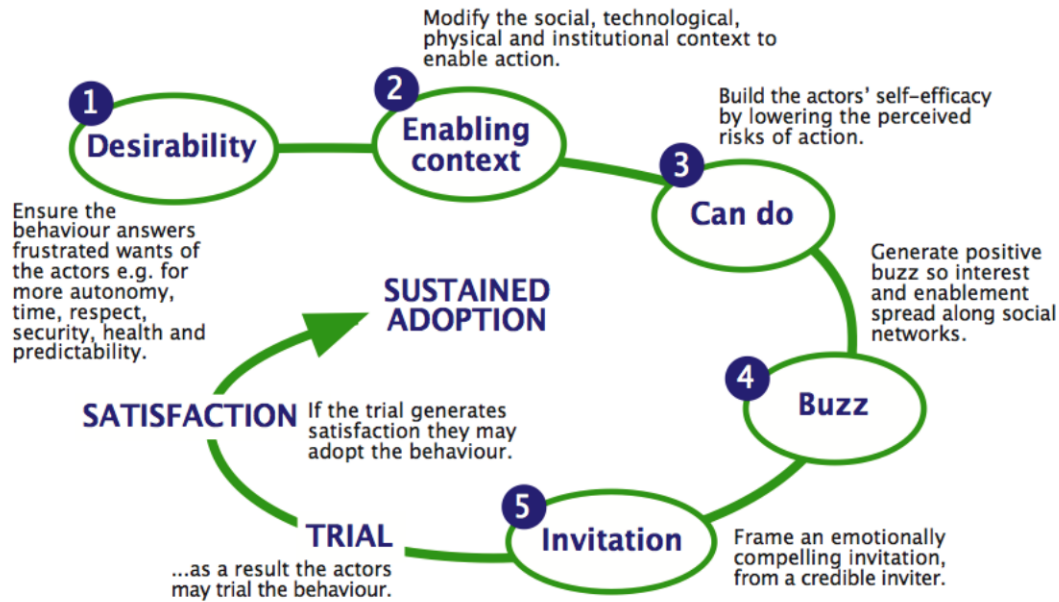 1
Desirability
Ensure the
behaviour answers
frustrated wants of
the actors e.g. for
more autonomy,
time, respect,
security, health and
predictability.
2
Enabling
context
Modify the social, technological,
physical and institutional context to
enable action.
3
Can do
Build the actors' self-efficacy
by lowering the perceived
risks of action.
4
Buzz
Generate positive
buzz so interest
and enablement
spread along social
networks.
5
Invitation
Frame an emotionally
compelling invitation,
from a credible inviter.
TRIAL
...as a result the actors
may trial the behaviour.
SATISFACTION
If the trial generates
satisfaction they may
adopt the behaviour.
SUSTAINED
ADOPTION